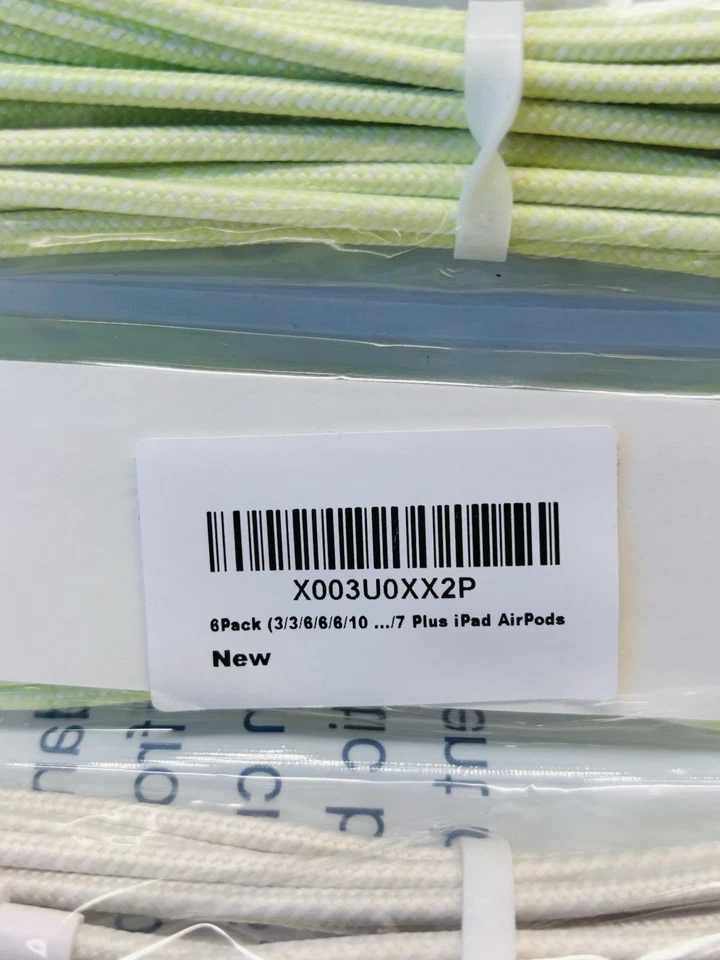 X003U0XX2P
6Pack (3/3/6/6/6/10 .../7 Plus iPad AirPods
New